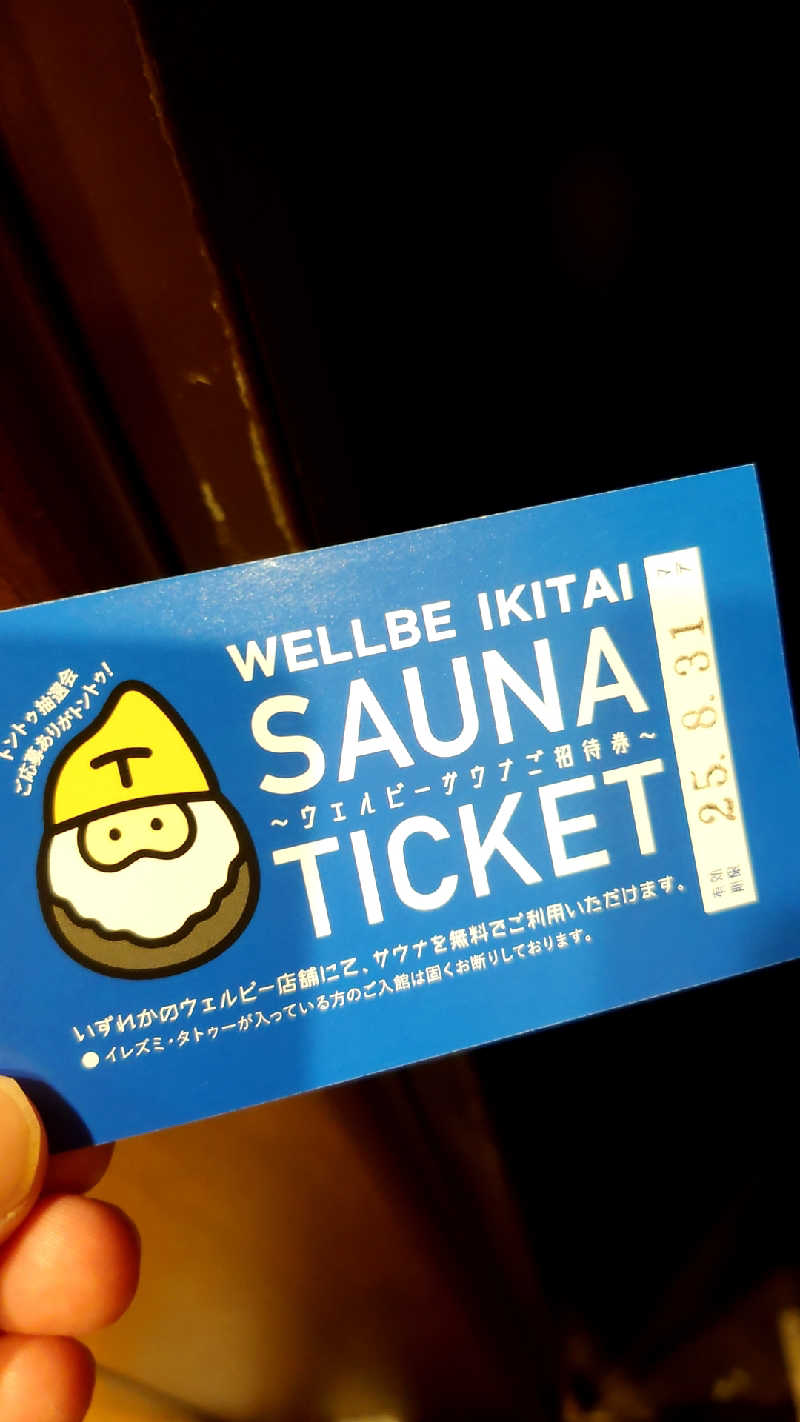 トントゥ抽選会
ご応募ありがトントゥ!
T
WELLBE IKITAI
SAUNA
~ウェルビーサウナご招待券~
TICKET
いずれかのウェルビー店舗にて、サウナを無料でご利用いただけます。
●イレズミ・タトゥーが入っている方のご入館は固くお断りしております。
有効期限 25.8.31 マデ